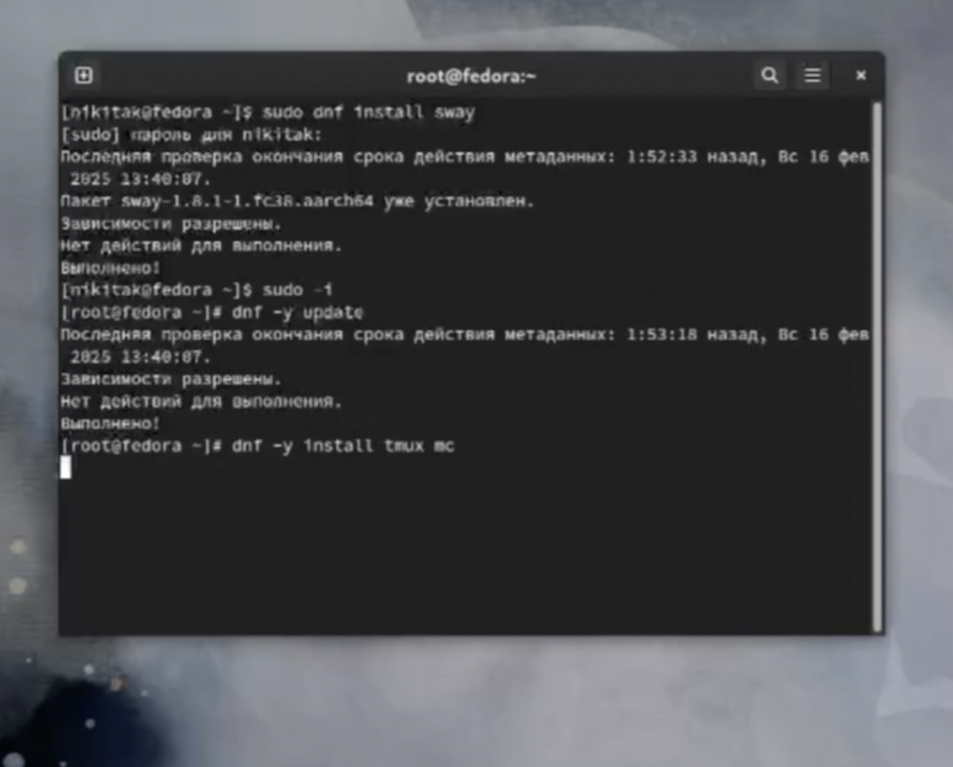 root@fedora:~
[nikitak@fedora ~]$ sudo dnf install sway
[sudo] пароль для nikitak:
Последняя проверка окончания срока действия метаданных: 1:52:33 назад, Вс 16 фев
2025 13:40:07.
Пакет sway-1.8.1-1.fc38.aarch64 уже установлен.
Зависимости разрешены.
Нет действий для выполнения.
Выполнено!
[nikitak@fedora ~]$ sudo -i
[root@fedora ~]# dnf -y update
Последняя проверка окончания срока действия метаданных: 1:53:18 назад, Вс 16 фев
2025 13:40:07.
Зависимости разрешены.
Нет действий для выполнения.
Выполнено!
[root@fedora ~]# dnf -y install tmux mc